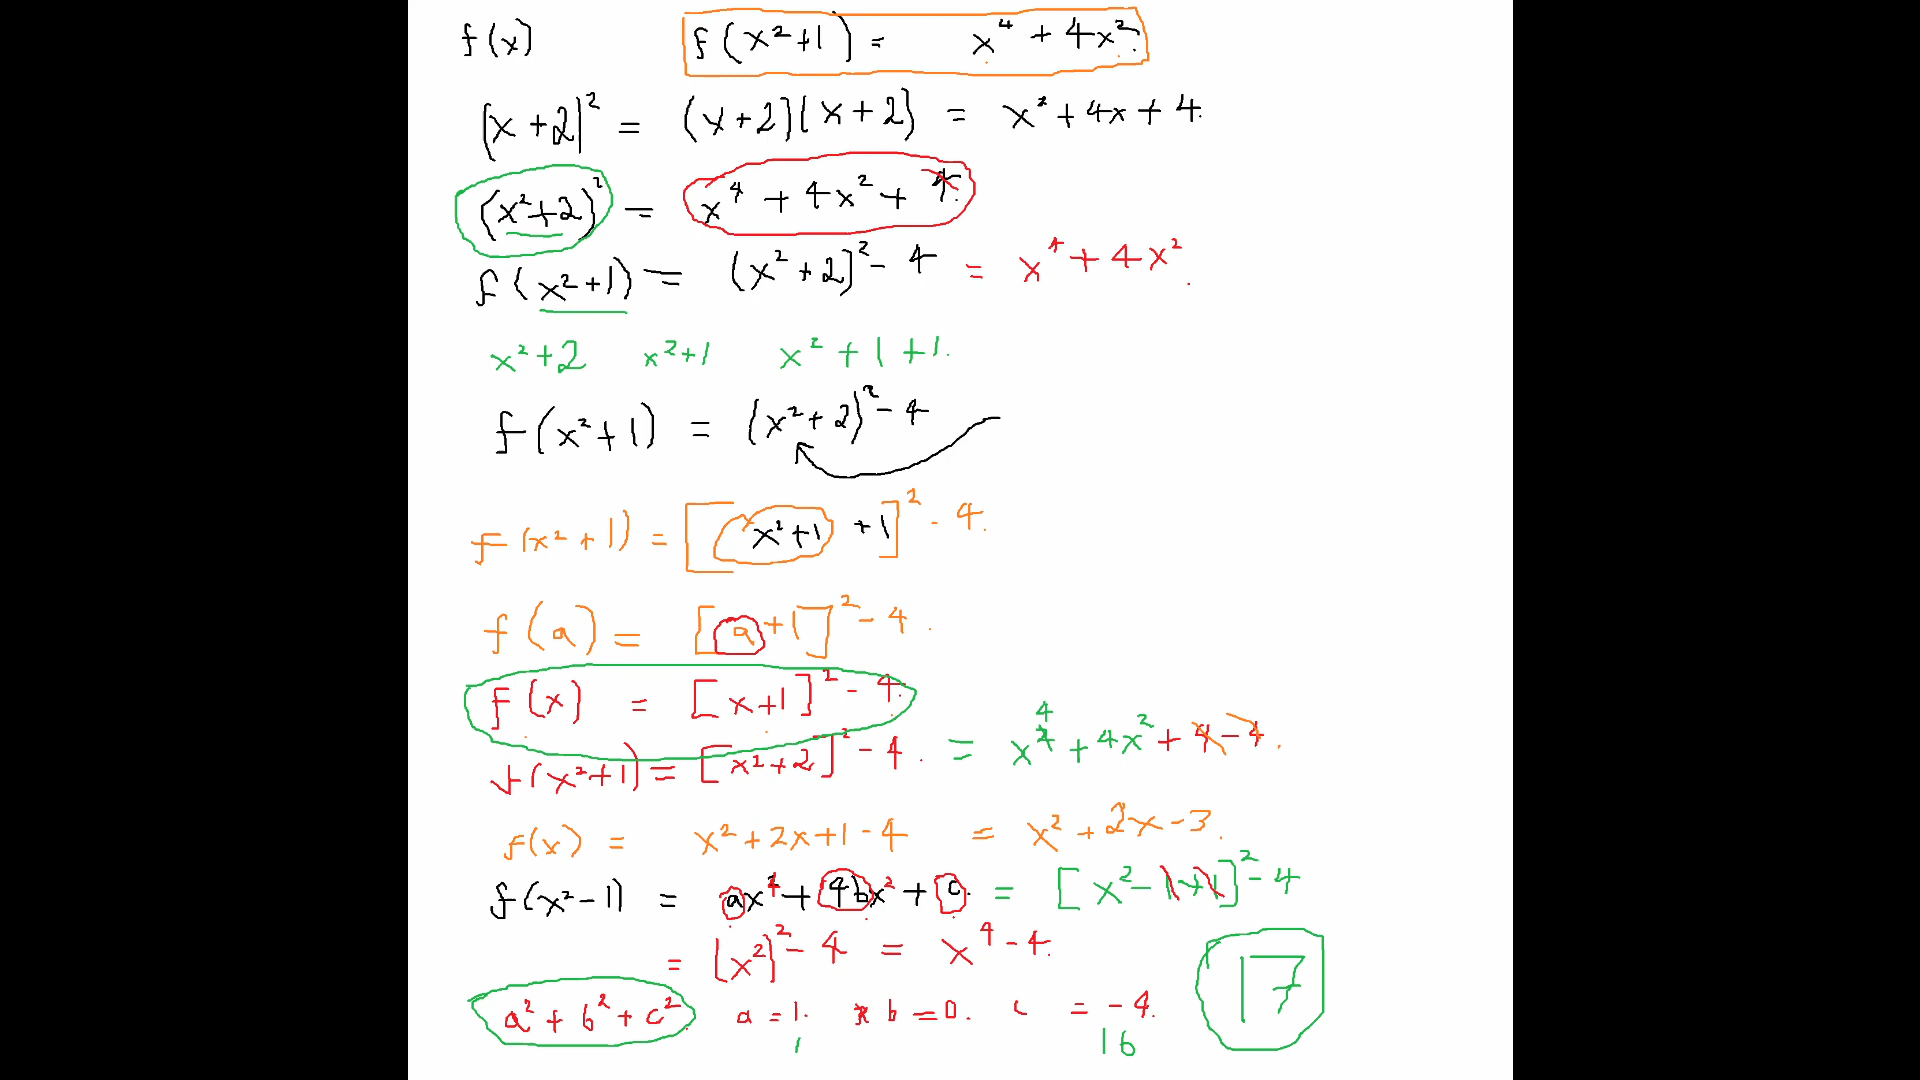 f(x) f(x²+1) = x⁴ + 4x².
(x+2)² = (x+2)(x+2) = x² + 4x + 4.
(x²+2)² = x⁴ + 4x² + 4.
f(x²+1) = (x²+2)² - 4 = x⁴ + 4x².
x²+2 x²+1 x² + 1 + 1.
f(x²+1) = (x²+2)² - 4
f(x²+1) = [x²+1 +1]² - 4.
f(a) = [a+1]² - 4.
f(x) = [x+1]² - 4.
f(x²+1) = [x²+2]² - 4. = x⁴ + 4x² + 4 - 4.
f(x) = x² + 2x + 1 - 4 = x² + 2x - 3.
f(x²-1) = ax⁴ + 4bx² + c. = [x² - 1 + 1]² - 4
= (x²)² - 4 = x⁴ - 4.
a² + b² + c² a = 1. b = 0. c = -4.
1 16
17